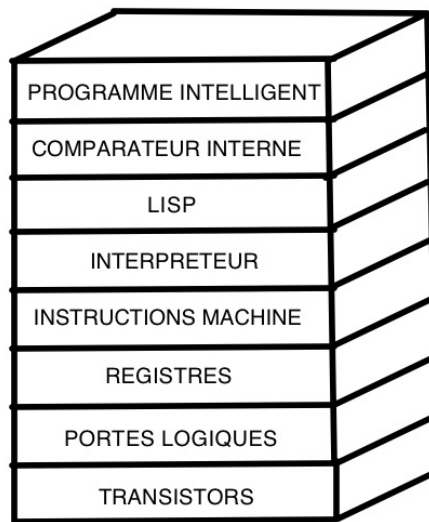 PROGRAMME INTELLIGENT
COMPARATEUR INTERNE
LISP
INTERPRETEUR
INSTRUCTIONS MACHINE
REGISTRES
PORTES LOGIQUES
TRANSISTORS